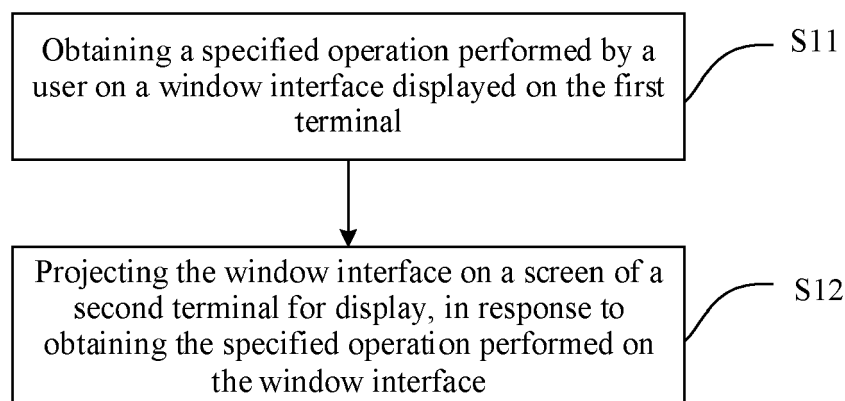 Obtaining a specified operation performed by a
user on a window interface displayed on the first
terminal
S11
Projecting the window interface on a screen of a
second terminal for display, in response to
obtaining the specified operation performed on
the window interface
S12